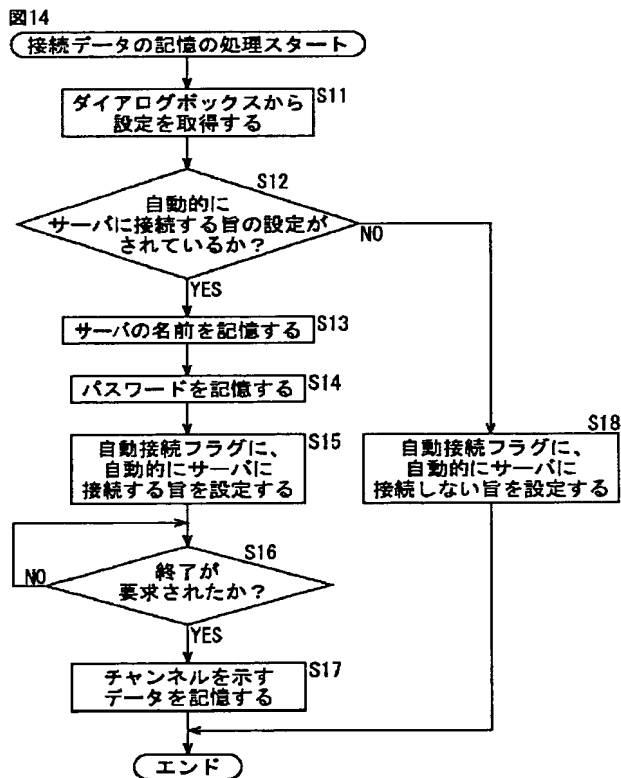 図14
接続データの記憶の処理スタート
S11
ダイアログボックスから
設定を取得する
S12
自動的に
サーバに接続する旨の設定が
されているか?
NO
YES
サーバの名前を記憶する
S13
パスワードを記憶する
S14
S15
自動接続フラグに、
自動的にサーバに
接続する旨を設定する
S18
自動接続フラグに、
自動的にサーバに
接続しない旨を設定する
S16
終了が
要求されたか?
NO
YES
S17
チャンネルを示す
データを記憶する
エンド